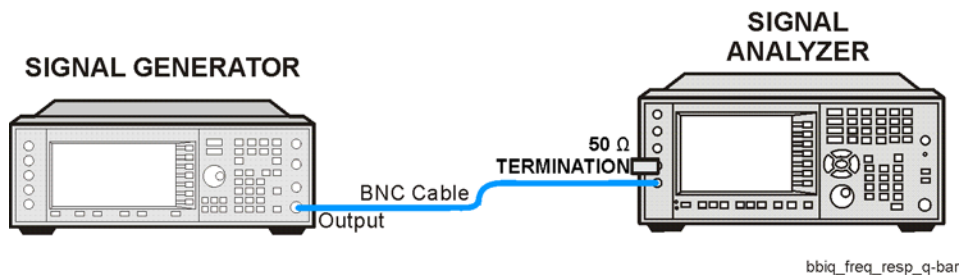 SIGNAL GENERATOR
SIGNAL
ANALYZER
50 Ω
TERMINATION
BNC Cable
Output
bbiq_freq_resp_q-bar